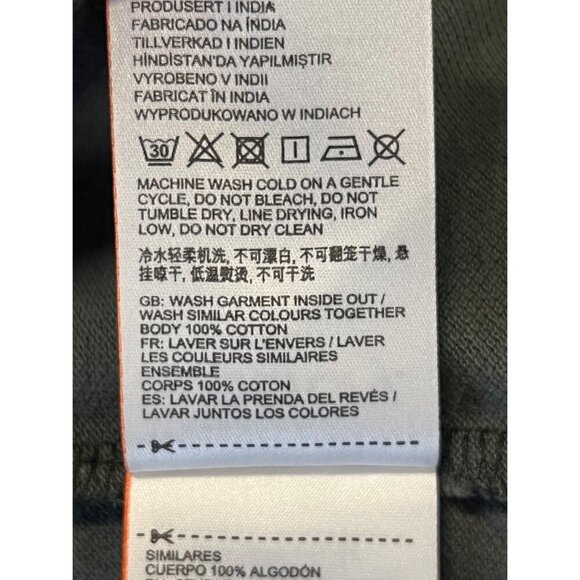 PRODUSERT I INDIA
FABRICADO NA ÍNDIA
TILLVERKAD I INDIEN
HİNDİSTAN'DA YAPILMIŞTIR
VYROBENO V INDII
FABRICAT ÎN INDIA
WYPRODUKOWANO W INDIACH
30
MACHINE WASH COLD ON A GENTLE
CYCLE, DO NOT BLEACH, DO NOT
TUMBLE DRY, LINE DRYING, IRON
LOW, DO NOT DRY CLEAN
冷水轻柔机洗, 不可漂白, 不可翻笼干燥, 悬
挂晾干, 低温熨烫, 不可干洗
GB: WASH GARMENT INSIDE OUT /
WASH SIMILAR COLOURS TOGETHER
BODY 100% COTTON
FR: LAVER SUR L'ENVERS / LAVER
LES COULEURS SIMILAIRES
ENSEMBLE
CORPS 100% COTON
ES: LAVAR LA PRENDA DEL REVÉS /
LAVAR JUNTOS LOS COLORES
SIMILARES
CUERPO 100% ALGODÓN